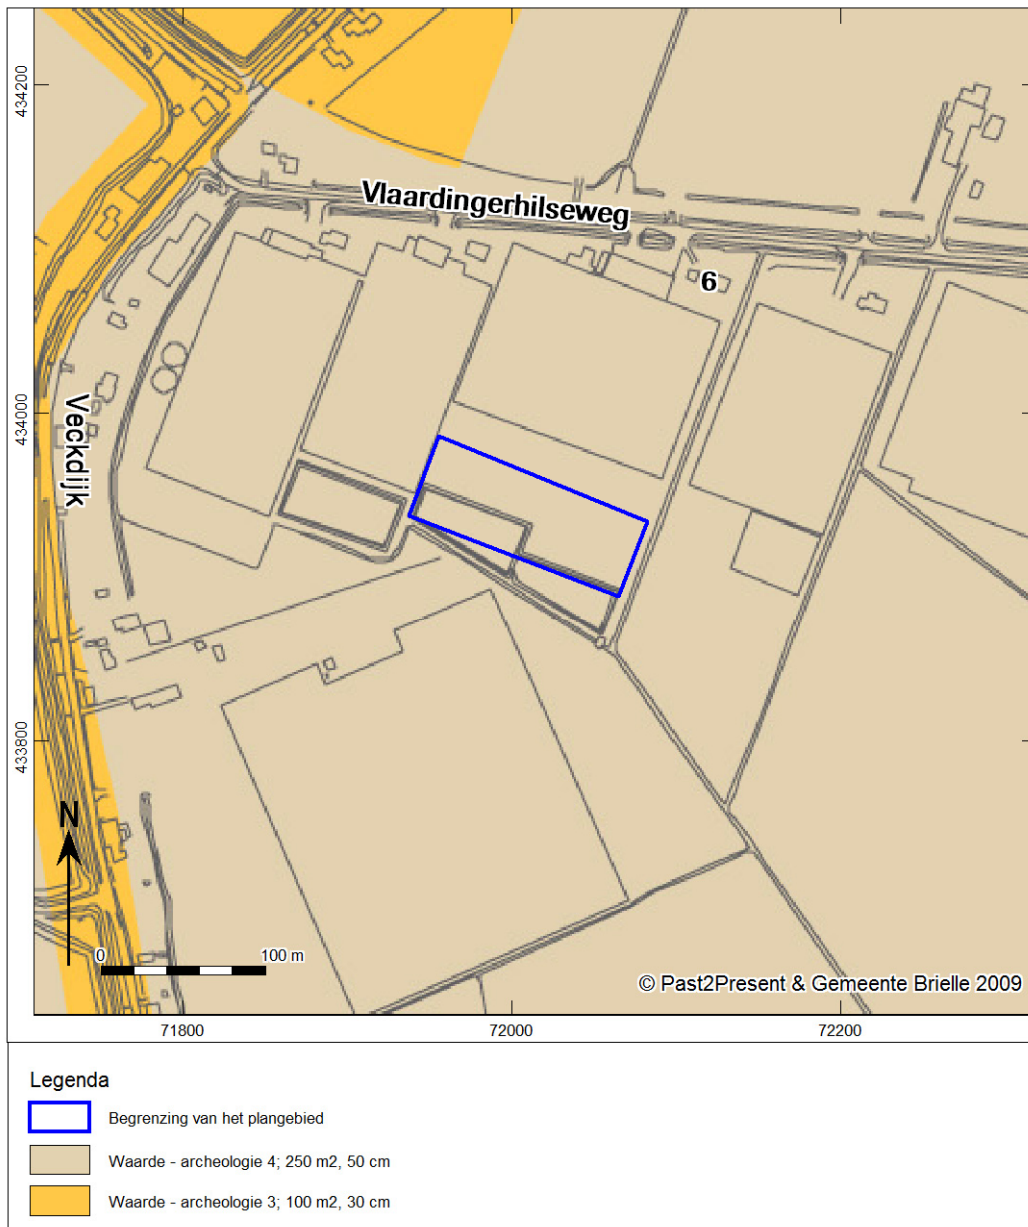 434200
Vlaardingerhilseweg
6
434000
Veckdijk
433800
N
0 100 m
© Past2Present & Gemeente Brielle 2009
71800 72000 72200
Legenda
Begrenzing van het plangebied
Waarde - archeologie 4; 250 m2, 50 cm
Waarde - archeologie 3; 100 m2, 30 cm